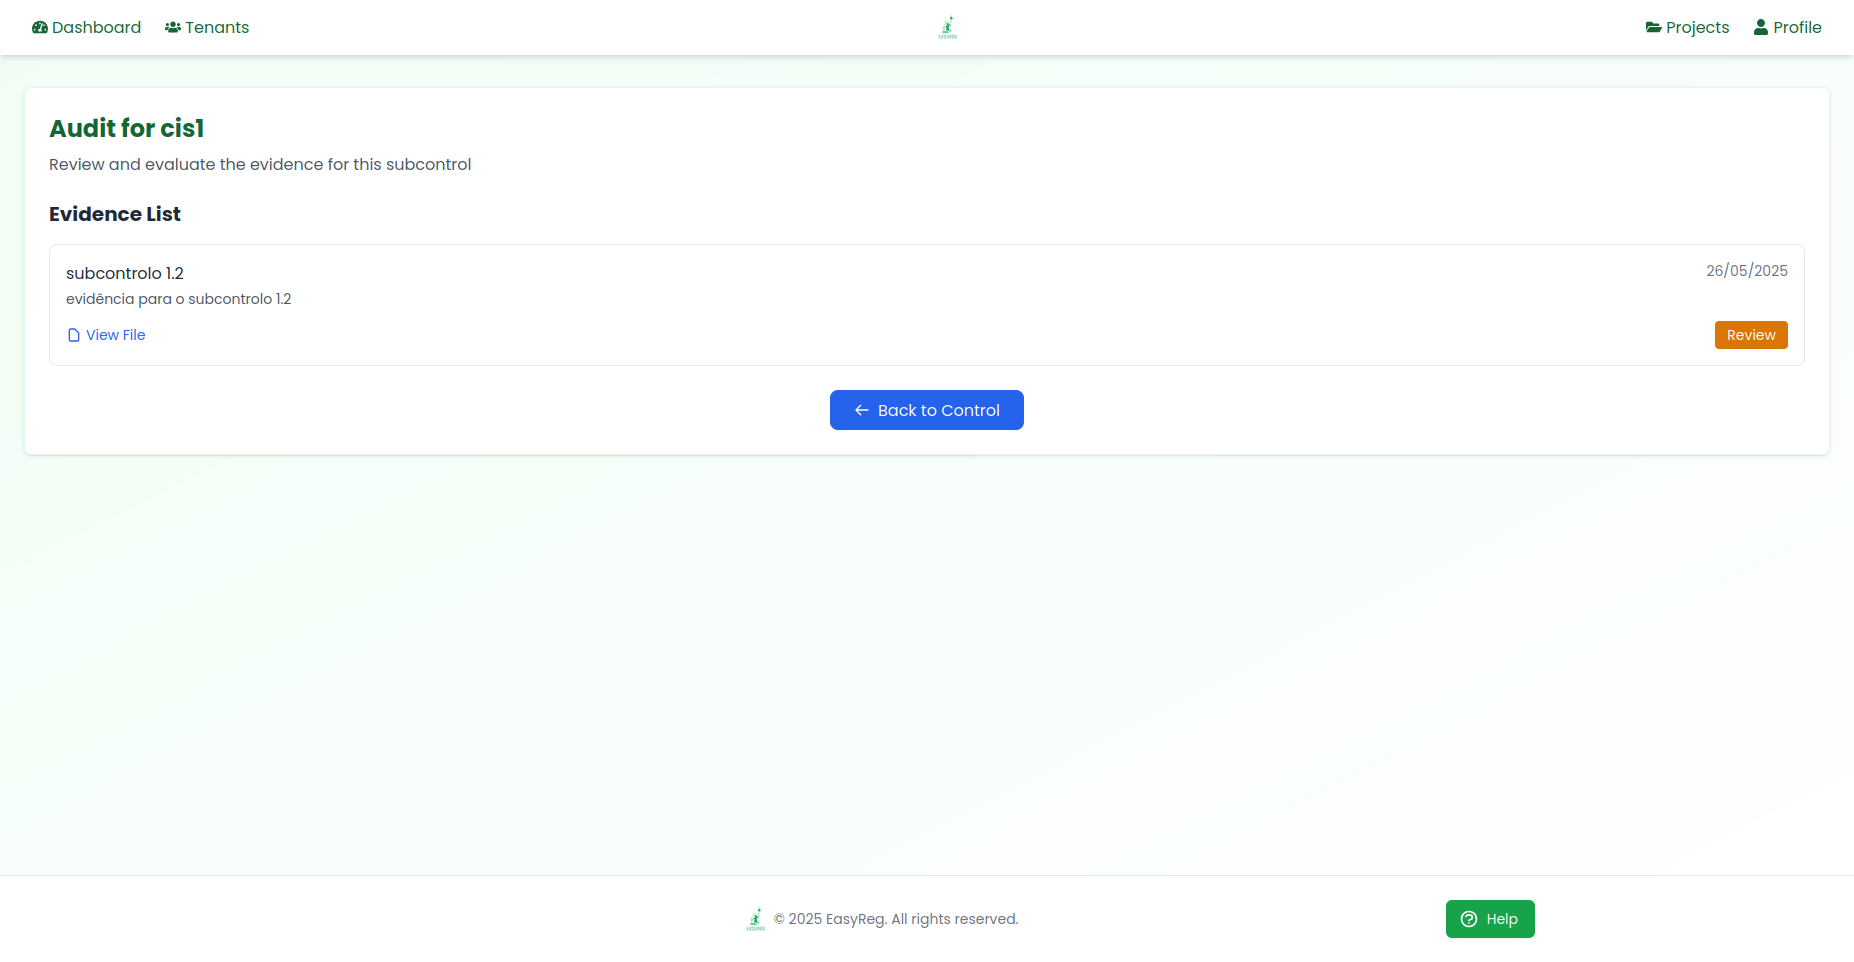 Dashboard Tenants Projects Profile
Audit for cis1
Review and evaluate the evidence for this subcontrol
Evidence List
subcontrolo 1.2 26/05/2025
evidência para o subcontrolo 1.2
View File Review
← Back to Control
© 2025 EasyReg. All rights reserved. Help